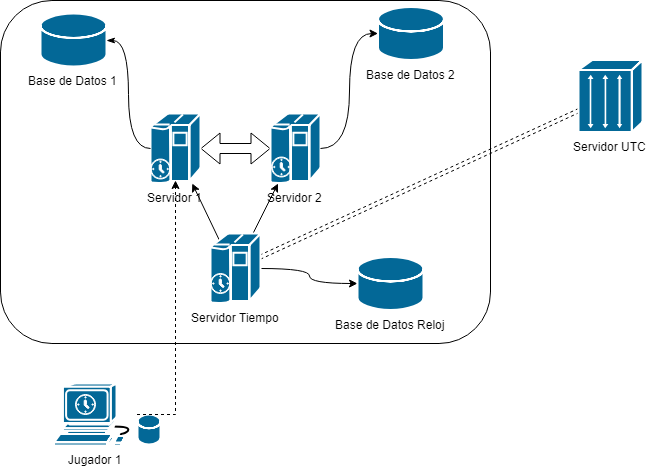 Base de Datos 1
Base de Datos 2
Servidor UTC
Servidor 1
Servidor 2
Servidor Tiempo
Base de Datos Reloj
Jugador 1